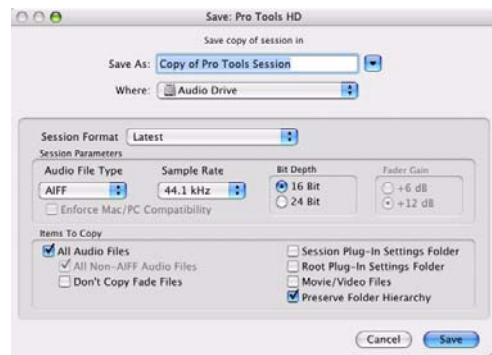 Save: Pro Tools HD
Save copy of session in
Save As: Copy of Pro Tools Session
Where: Audio Drive
Session Format Latest
Session Parameters
Audio File Type Sample Rate Bit Depth Fader Gain
AIFF 44.1 kHz 16 Bit +6 dB
24 Bit +12 dB
Enforce Mac/PC Compatibility
Items To Copy
All Audio Files Session Plug-In Settings Folder
All Non-AIFF Audio Files Root Plug-In Settings Folder
Don't Copy Fade Files Movie/Video Files
Preserve Folder Hierarchy
Cancel Save